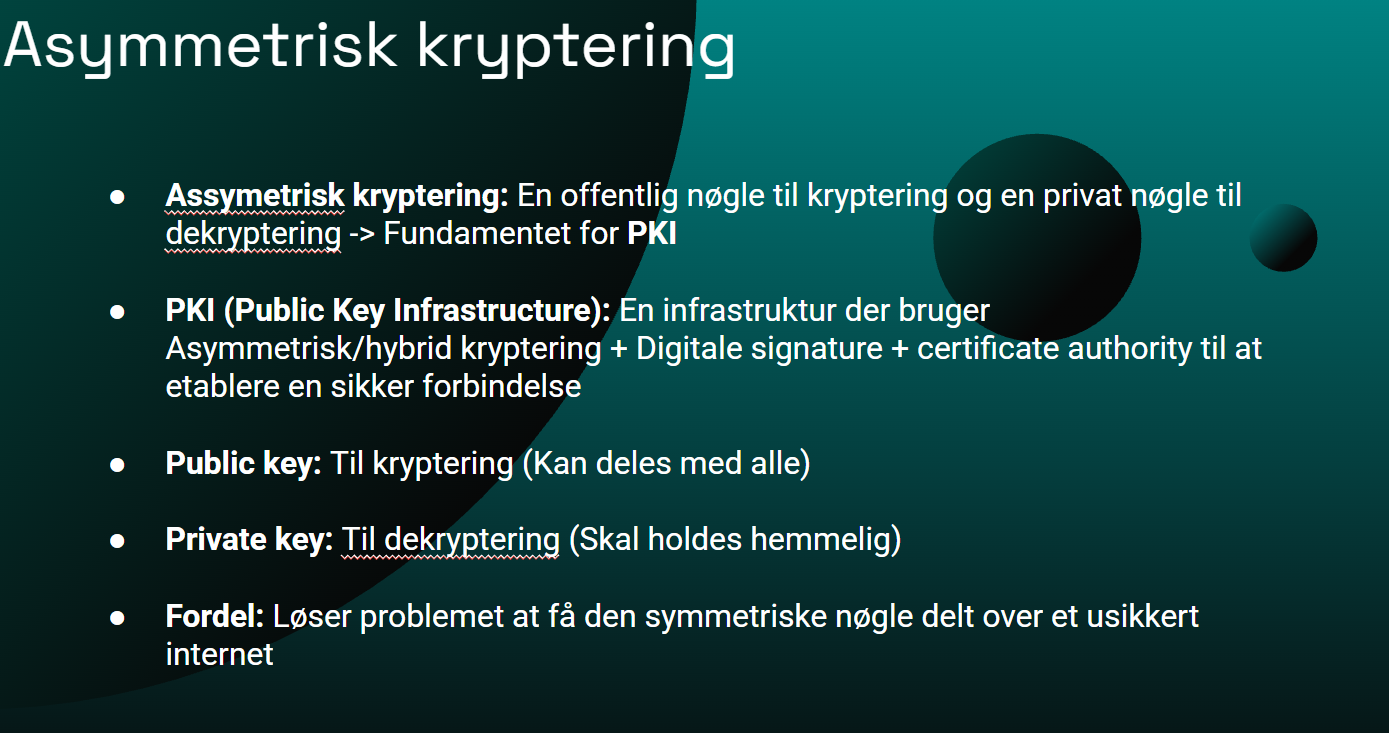 Asymmetrisk kryptering
● Assymetrisk kryptering: En offentlig nøgle til kryptering og en privat nøgle til
dekryptering -> Fundamentet for PKI
● PKI (Public Key Infrastructure): En infrastruktur der bruger
Asymmetrisk/hybrid kryptering + Digitale signature + certificate authority til at
etablere en sikker forbindelse
● Public key: Til kryptering (Kan deles med alle)
● Private key: Til dekryptering (Skal holdes hemmelig)
● Fordel: Løser problemet at få den symmetriske nøgle delt over et usikkert
internet